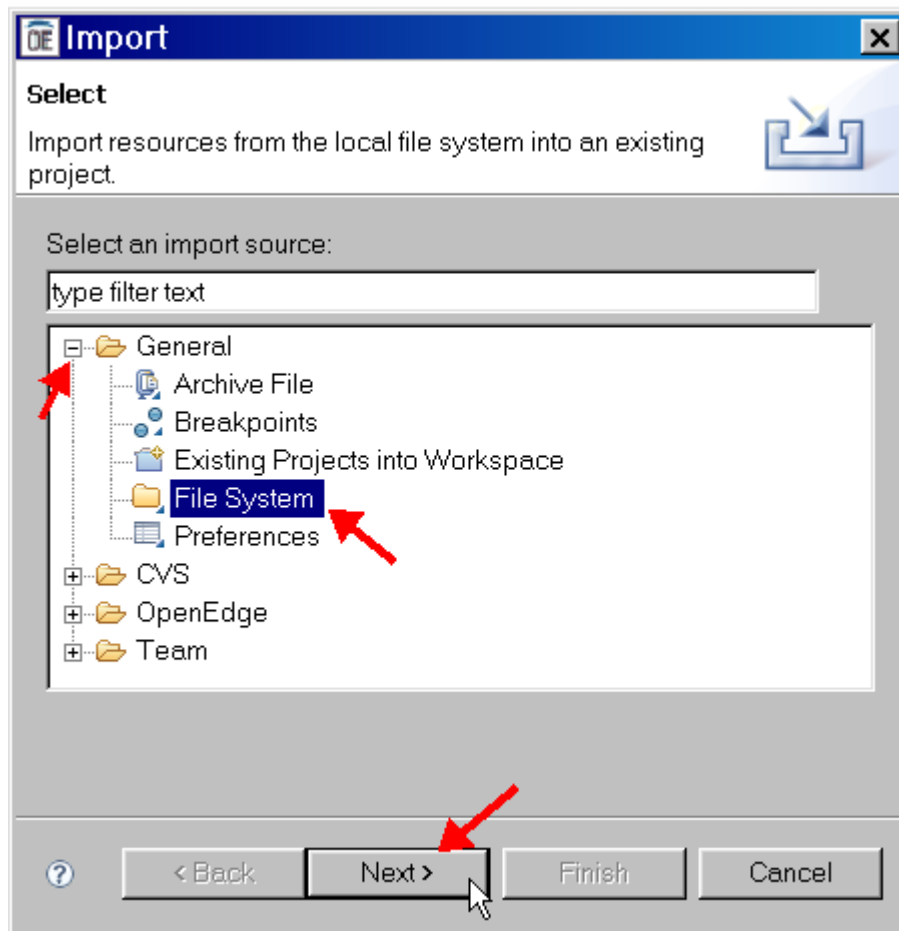 OE Import
Select
Import resources from the local file system into an existing
project.
Select an import source:
type filter text
General
Archive File
Breakpoints
Existing Projects into Workspace
File System
Preferences
CVS
OpenEdge
Team
? < Back Next > Finish Cancel